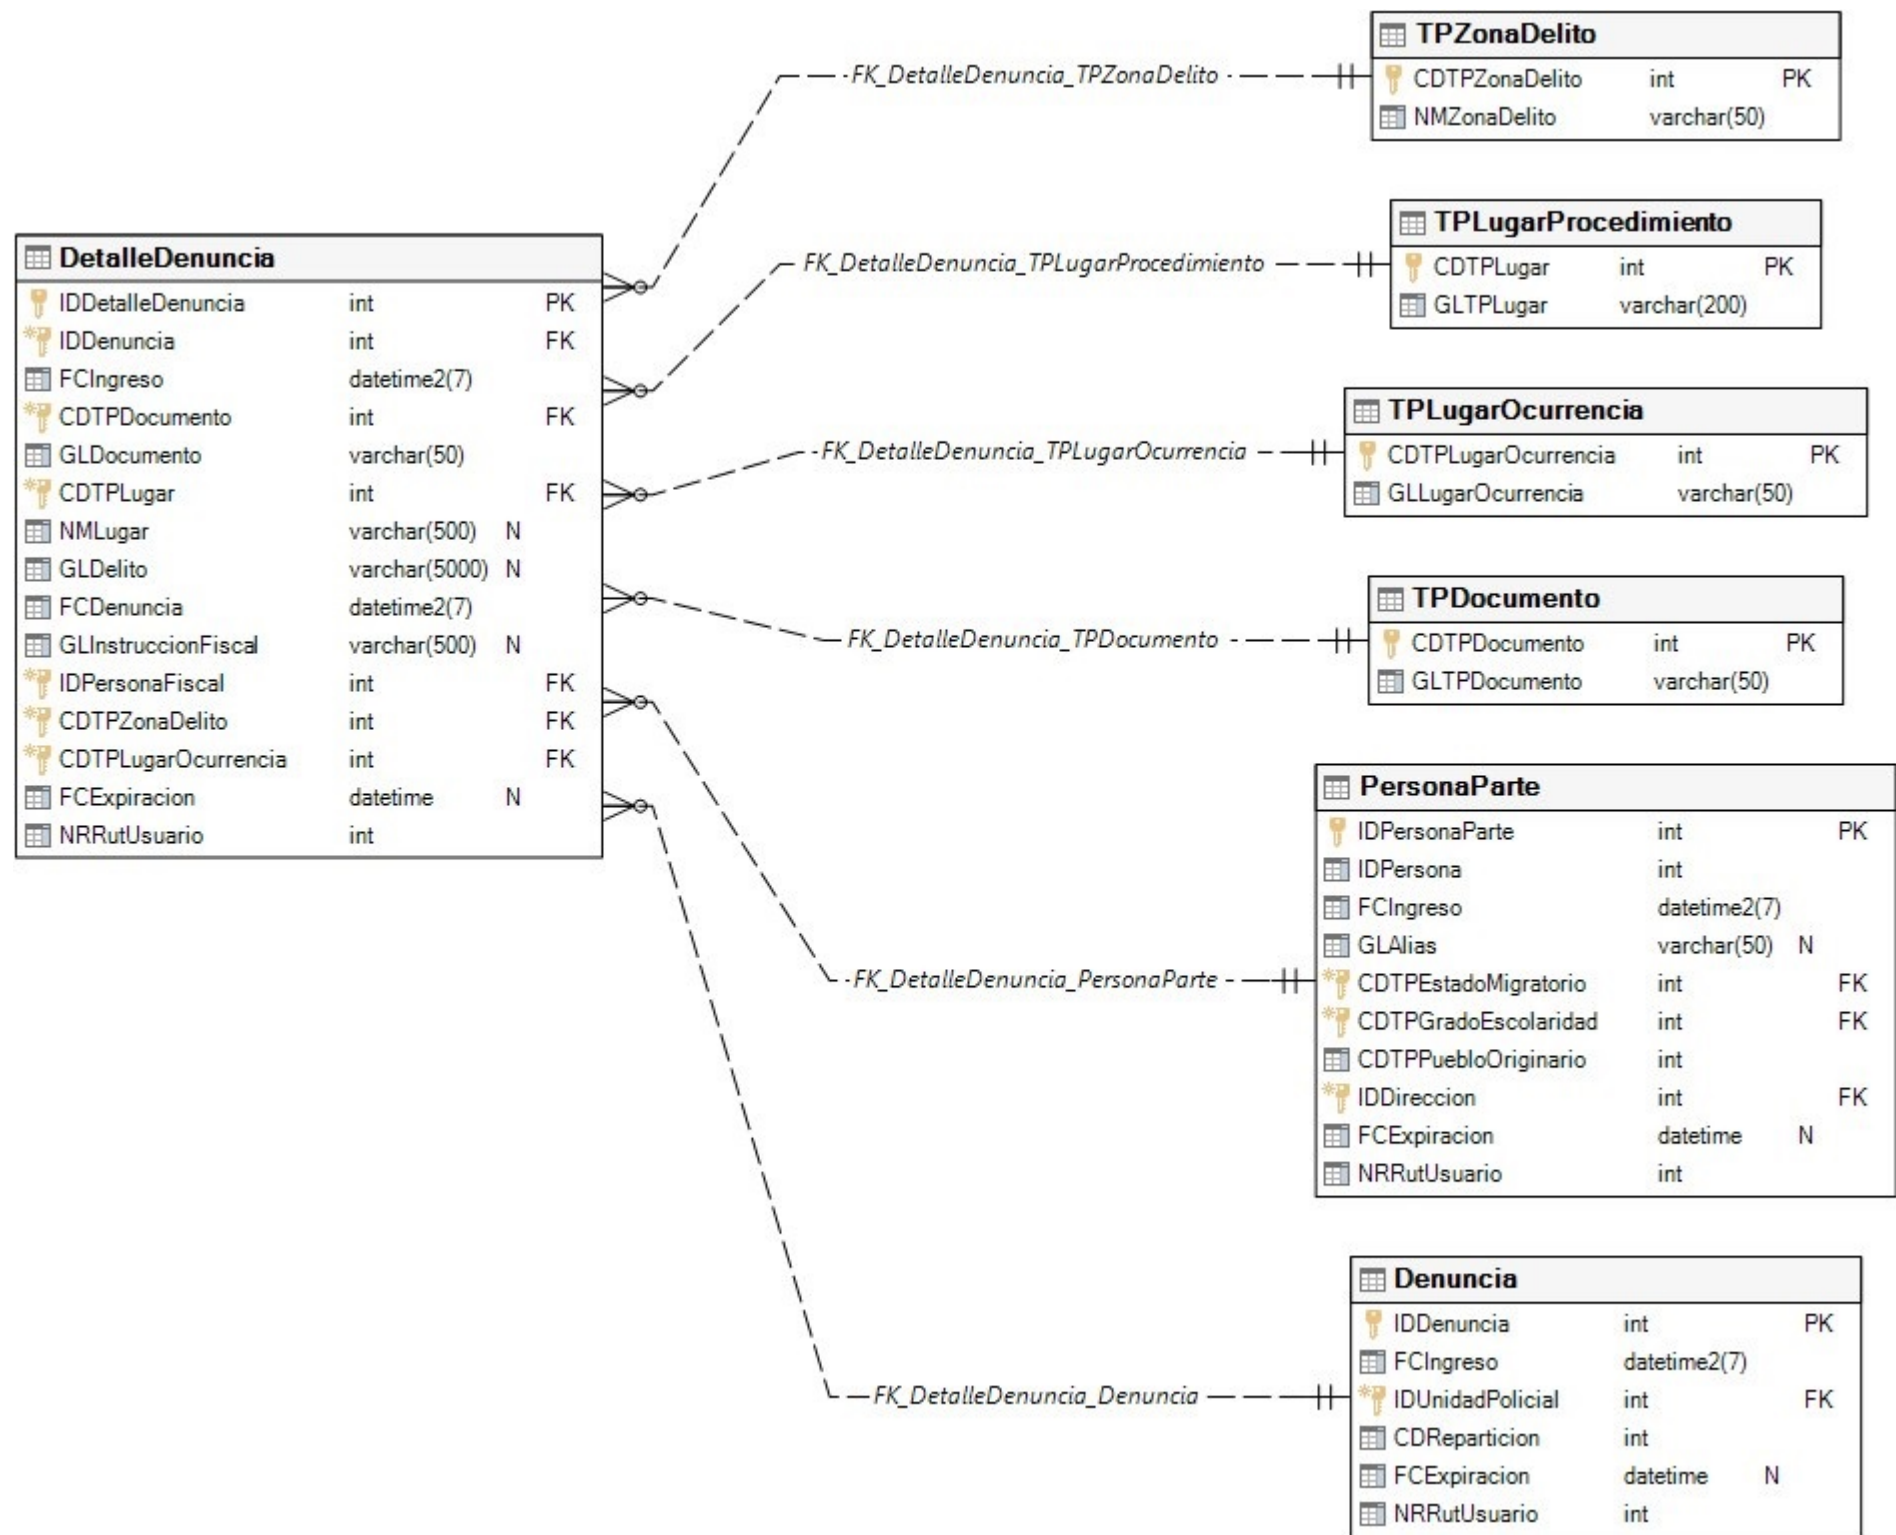 TPZonaDelito
CDTPZonaDelito int PK
NMZonaDelito varchar(50)
FK_DetalleDenuncia_TPZonaDelito
TPLugarProcedimiento
CDTPLugar int PK
GLTPLugar varchar(200)
FK_DetalleDenuncia_TPLugarProcedimiento
DetalleDenuncia
IDDetalleDenuncia int PK
IDDenuncia int FK
FCIngreso datetime2(7)
CDTPDocumento int FK
GLDocumento varchar(50)
CDTPLugar int FK
NMLugar varchar(500) N
GLDelito varchar(5000) N
FCDenuncia datetime2(7)
GLInstruccionFiscal varchar(500) N
IDPersonaFiscal int FK
CDTPZonaDelito int FK
CDTPLugarOcurrencia int FK
FCExpiracion datetime N
NRRutUsuario int
TPLugarOcurrencia
CDTPLugarOcurrencia int PK
GLLugarOcurrencia varchar(50)
FK_DetalleDenuncia_TPLugarOcurrencia
TPDocumento
CDTPDocumento int PK
GLTPDocumento varchar(50)
FK_DetalleDenuncia_TPDocumento
PersonaParte
IDPersonaParte int PK
IDPersona int
FCIngreso datetime2(7)
GLAlias varchar(50) N
CDTPEstadoMigratorio int FK
CDTPGradoEscolaridad int FK
CDTPPuebloOriginario int
IDDireccion int FK
FCExpiracion datetime N
NRRutUsuario int
FK_DetalleDenuncia_PersonaParte
Denuncia
IDDenuncia int PK
FCIngreso datetime2(7)
IDUnidadPolicial int FK
CDReparticion int
FCExpiracion datetime N
NRRutUsuario int
FK_DetalleDenuncia_Denuncia